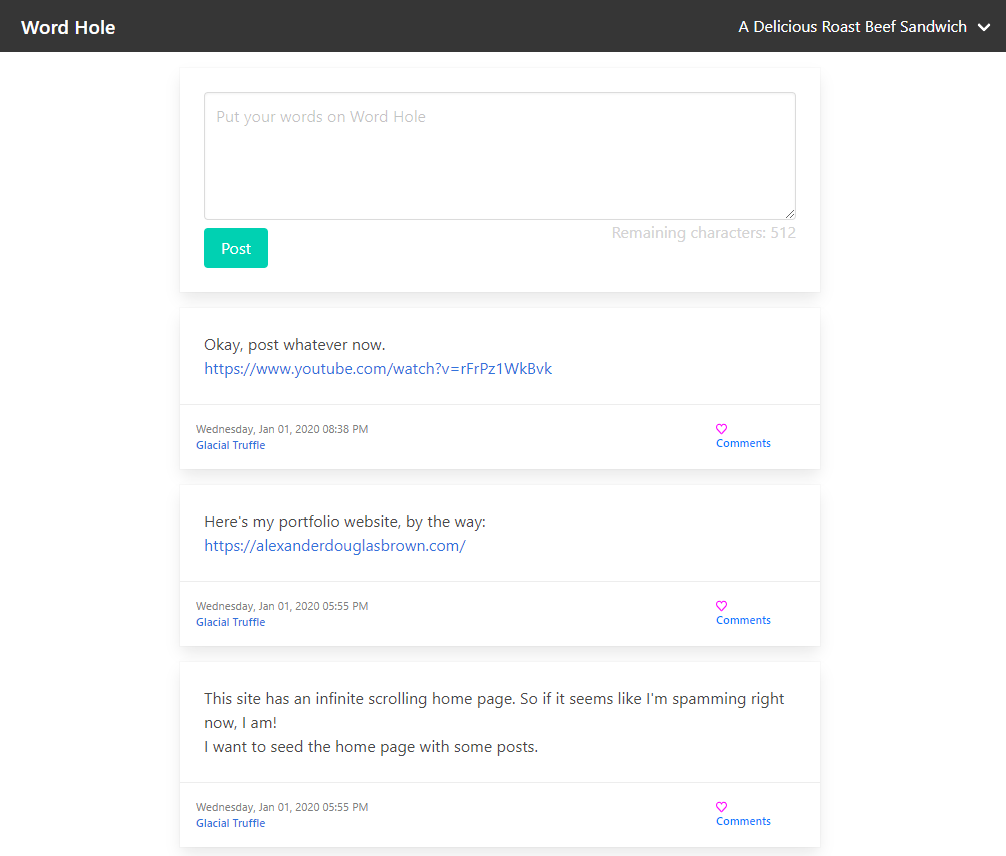 Word Hole
A Delicious Roast Beef Sandwich
Put your words on Word Hole
Remaining characters: 512
Post
Okay, post whatever now.
https://www.youtube.com/watch?v=rFrPz1WkBvk
Wednesday, Jan 01, 2020 08:38 PM
Glacial Truffle
Comments
Here's my portfolio website, by the way:
https://alexanderdouglasbrown.com/
Wednesday, Jan 01, 2020 05:55 PM
Glacial Truffle
Comments
This site has an infinite scrolling home page. So if it seems like I'm spamming right
now, I am!
I want to seed the home page with some posts.
Wednesday, Jan 01, 2020 05:55 PM
Glacial Truffle
Comments